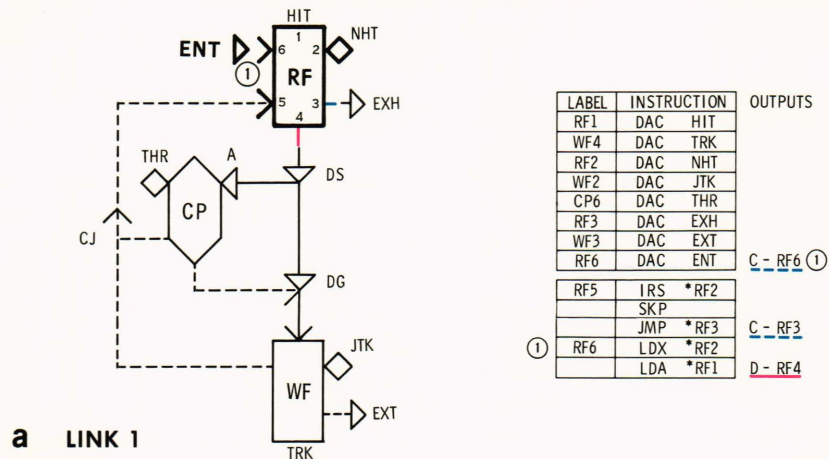 HIT
ENT
1
6
1
2
NHT
RF
5
3
4
EXH
THR
A
DS
CP
CJ
DG
JTK
WF
EXT
TRK
a LINK 1
LABEL INSTRUCTION OUTPUTS
RF1 DAC HIT
WF4 DAC TRK
RF2 DAC NHT
WF2 DAC JTK
CP6 DAC THR
RF3 DAC EXH
WF3 DAC EXT
RF6 DAC ENT C - RF6 1
RF5 IRS *RF2
SKP
JMP *RF3 C - RF3
1 RF6 LDX *RF2
LDA *RF1 D - RF4